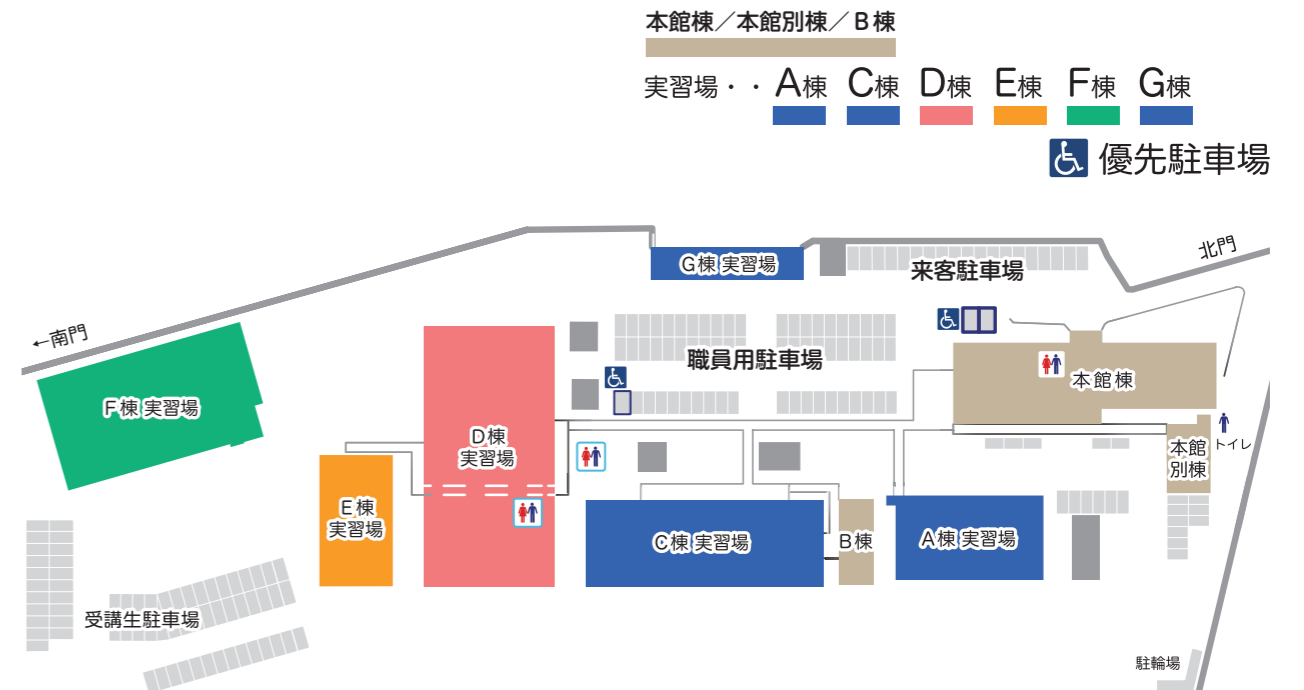 本館棟／本館別棟／B棟
実習場・・A棟 C棟 D棟 E棟 F棟 G棟
優先駐車場
北門
G棟 実習場
来客駐車場
←南門
職員用駐車場
本館棟
F棟 実習場
D棟
実習場
本館
別棟
トイレ
E棟
実習場
C棟 実習場
B棟
A棟 実習場
受講生駐車場
駐輪場